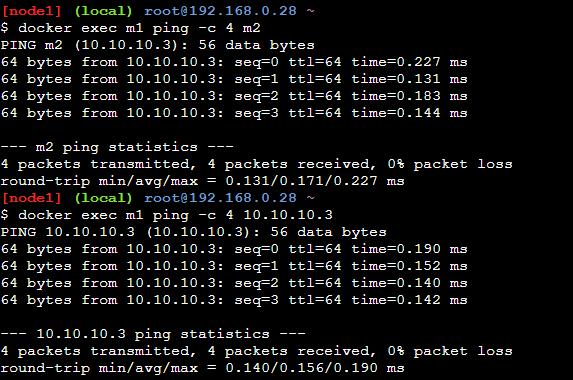 [node1] (local) root@192.168.0.28 ~
$ docker exec m1 ping -c 4 m2
PING m2 (10.10.10.3): 56 data bytes
64 bytes from 10.10.10.3: seq=0 ttl=64 time=0.227 ms
64 bytes from 10.10.10.3: seq=1 ttl=64 time=0.131 ms
64 bytes from 10.10.10.3: seq=2 ttl=64 time=0.183 ms
64 bytes from 10.10.10.3: seq=3 ttl=64 time=0.144 ms
--- m2 ping statistics ---
4 packets transmitted, 4 packets received, 0% packet loss
round-trip min/avg/max = 0.131/0.171/0.227 ms
[node1] (local) root@192.168.0.28 ~
$ docker exec m1 ping -c 4 10.10.10.3
PING 10.10.10.3 (10.10.10.3): 56 data bytes
64 bytes from 10.10.10.3: seq=0 ttl=64 time=0.190 ms
64 bytes from 10.10.10.3: seq=1 ttl=64 time=0.152 ms
64 bytes from 10.10.10.3: seq=2 ttl=64 time=0.140 ms
64 bytes from 10.10.10.3: seq=3 ttl=64 time=0.142 ms
--- 10.10.10.3 ping statistics ---
4 packets transmitted, 4 packets received, 0% packet loss
round-trip min/avg/max = 0.140/0.156/0.190 ms